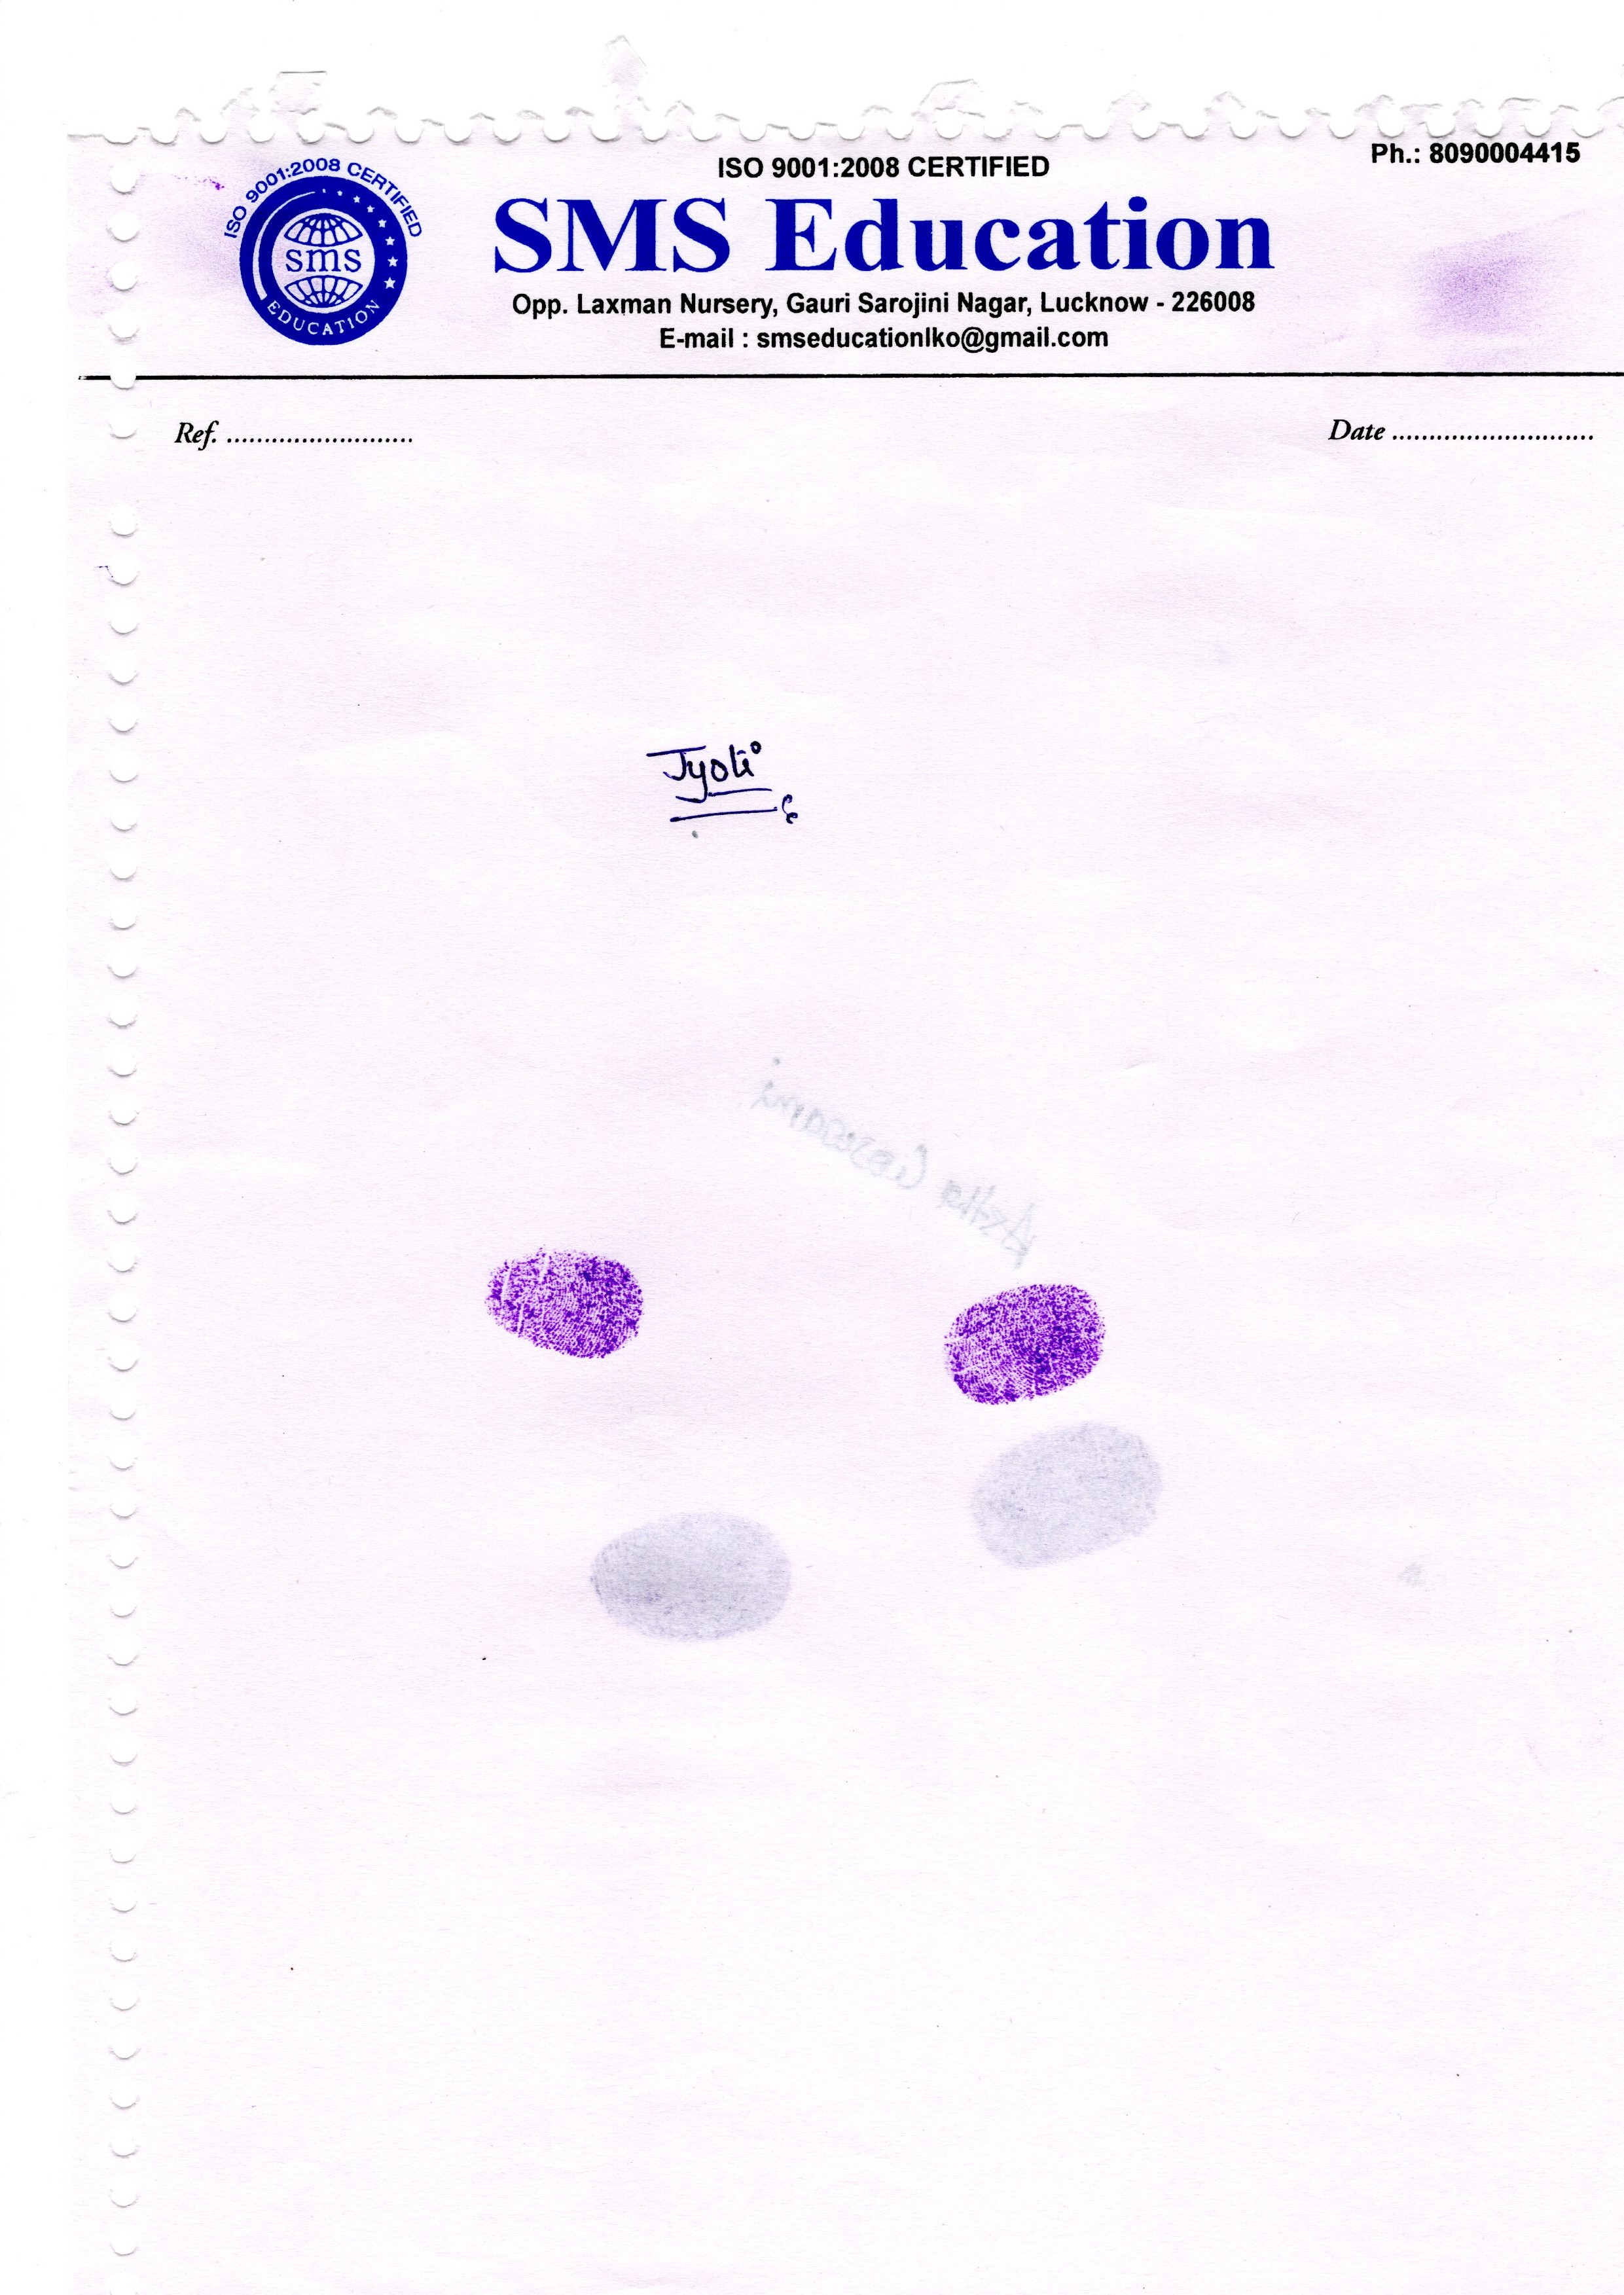 Ph.: 8090004415
ISO 9001:2008 CERTIFIED
ISO 9001:2008 CERTIFIED
sms
EDUCATION
SMS Education
Opp. Laxman Nursery, Gauri Sarojini Nagar, Lucknow - 226008
E-mail : smseducationlko@gmail.com
Ref. .........................
Date ...........................
Jyoti